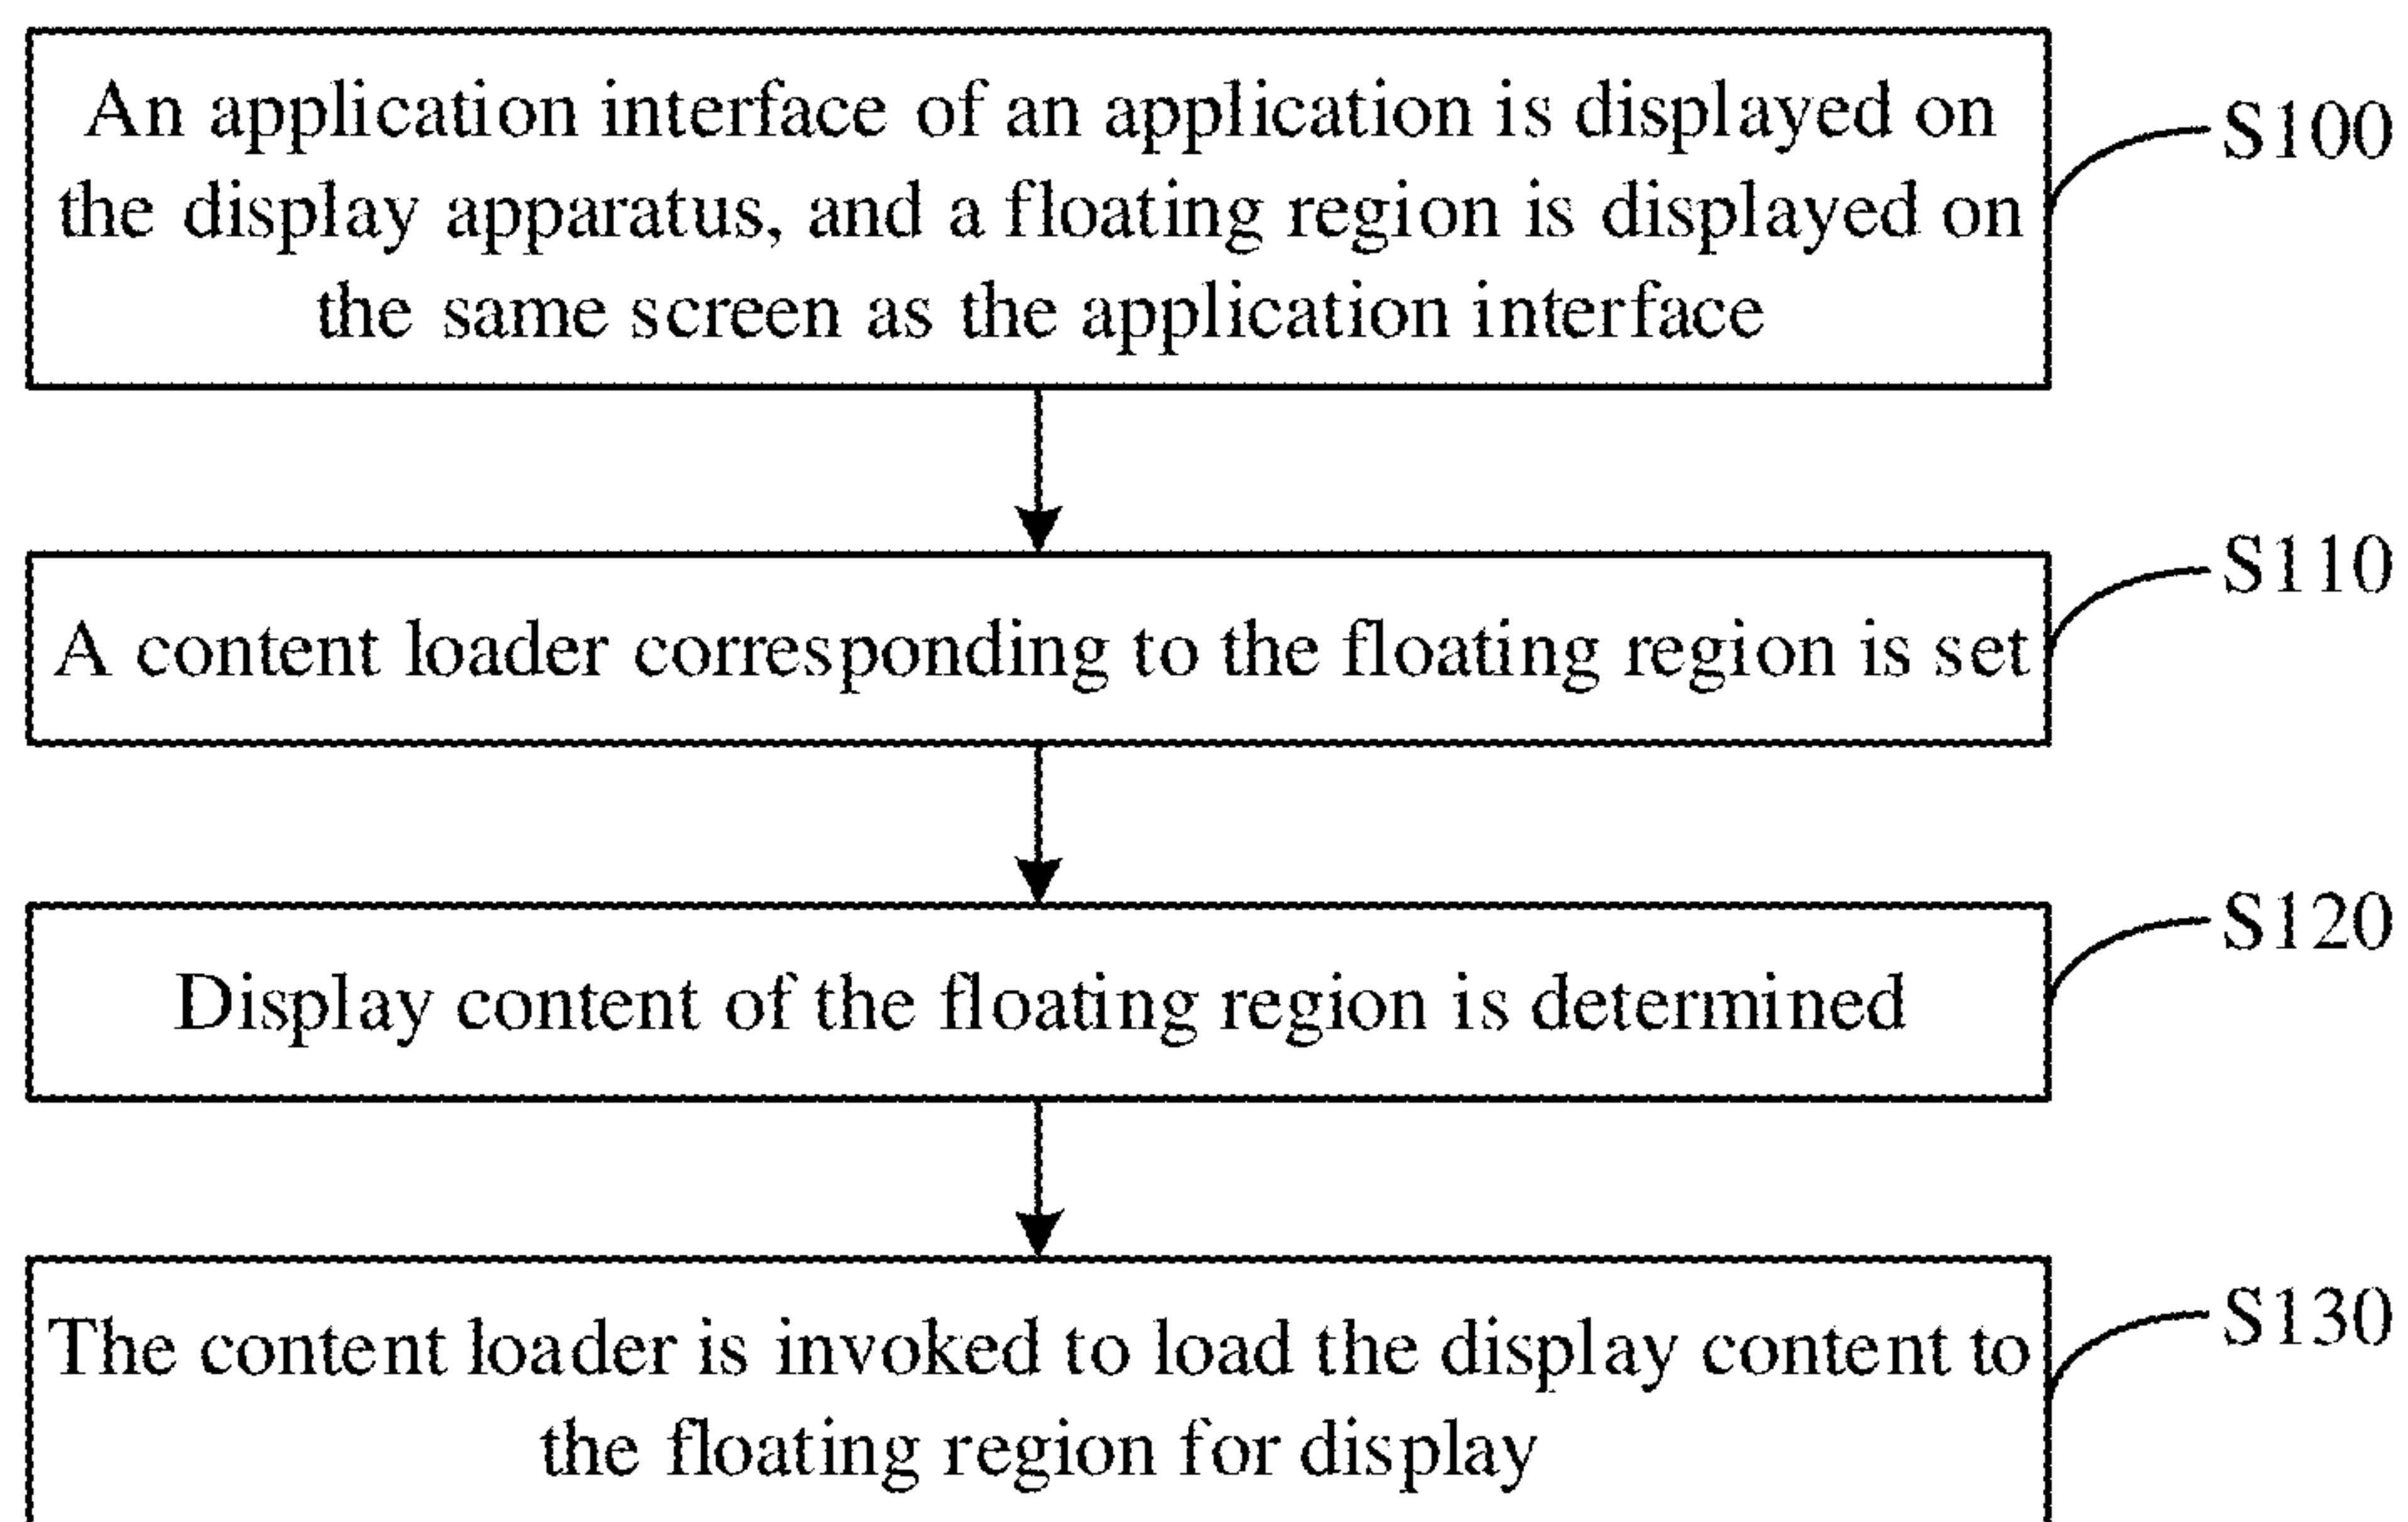 An application interface of an application is displayed on
the display apparatus, and a floating region is displayed on
the same screen as the application interface
S100
A content loader corresponding to the floating region is set
S110
Display content of the floating region is determined
S120
The content loader is invoked to load the display content to
the floating region for display
S130